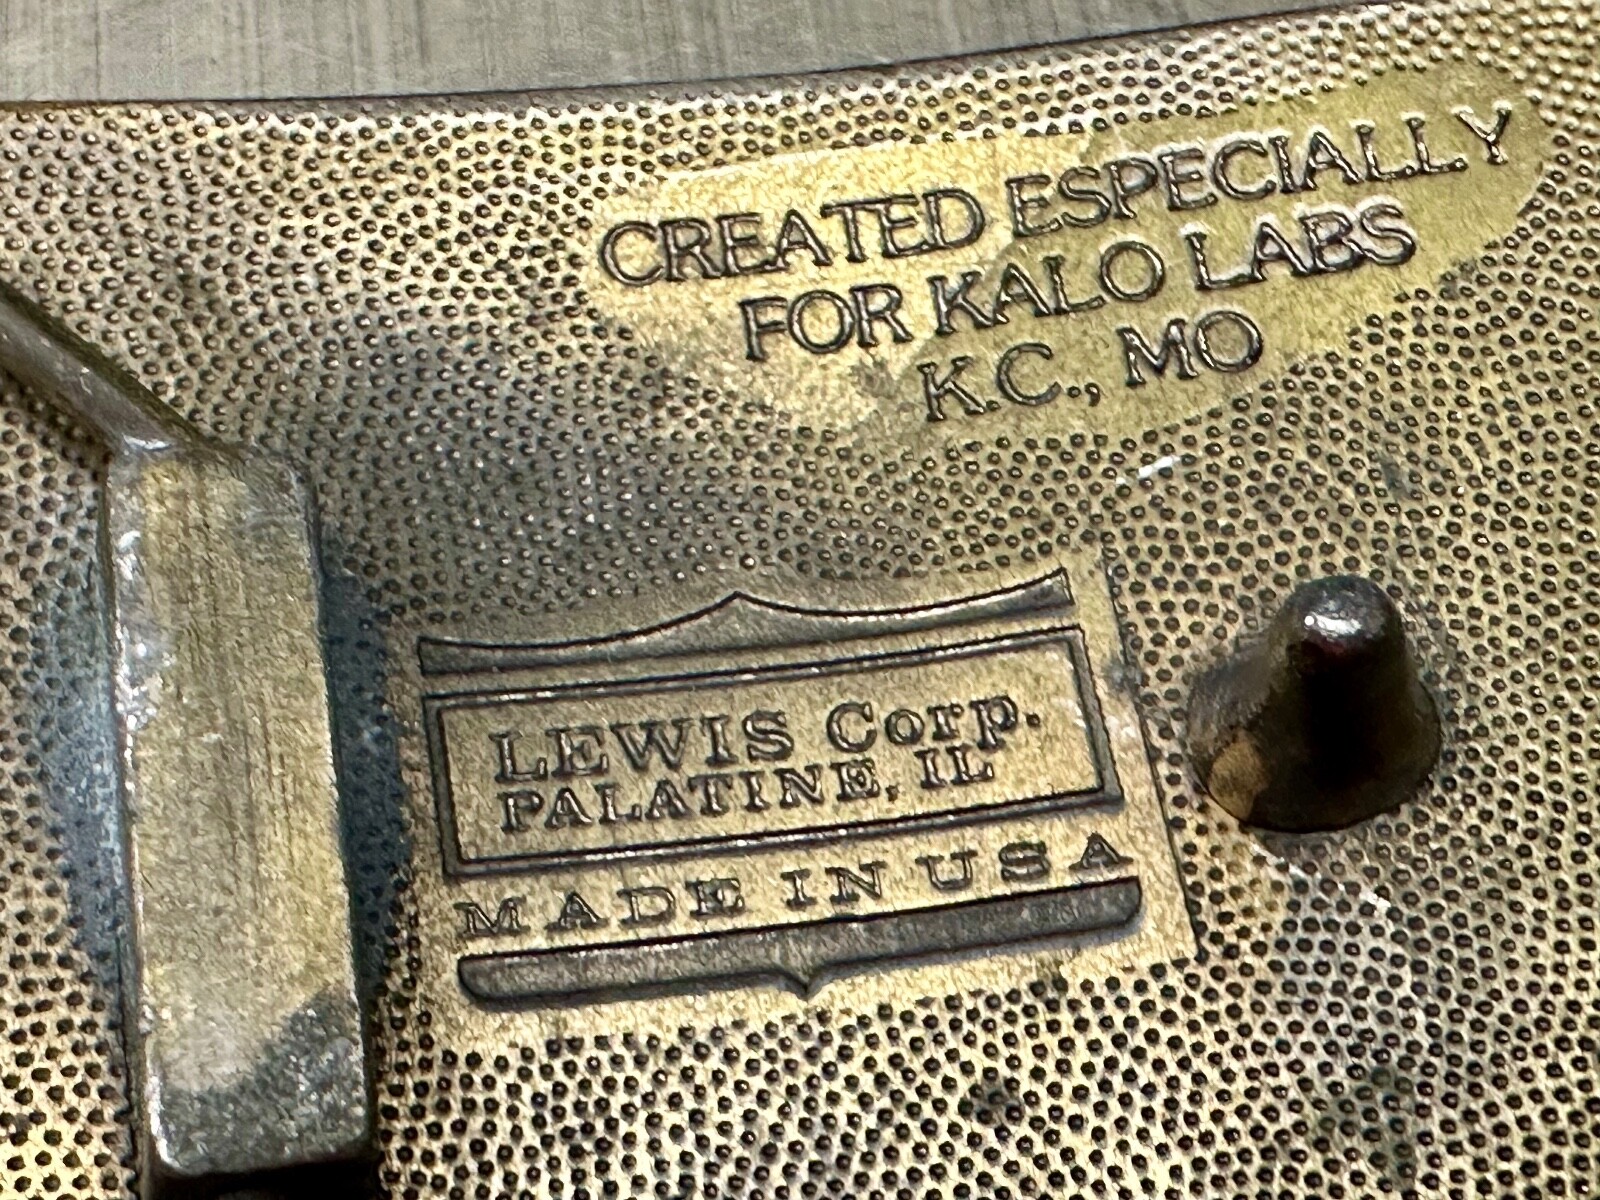 CREATED ESPECIALLY
FOR KALO LABS
K.C., MO
LEWIS Corp.
PALATINE, IL
MADE IN USA